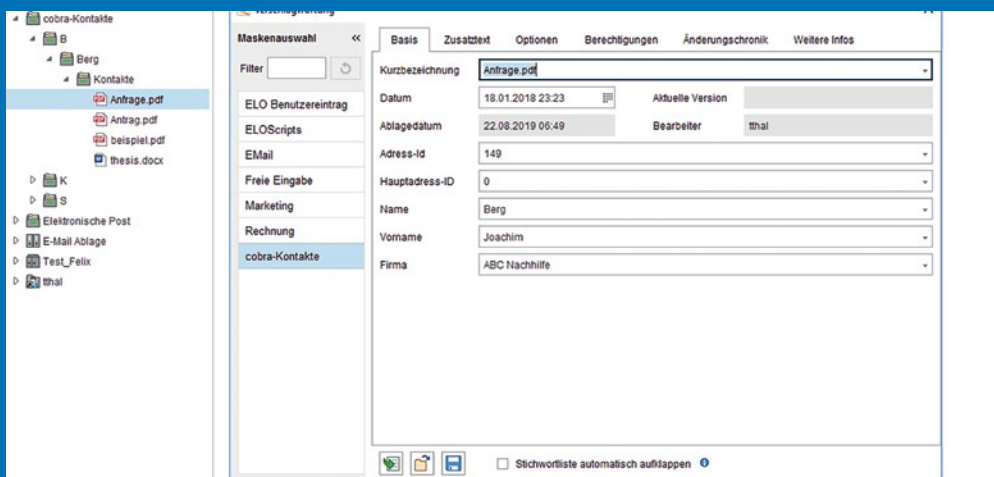 cobra-Kontakte
B
Berg
Kontakte
Anfrage.pdf
Antrag.pdf
beispiel.pdf
thesis.docx
K
S
Elektronische Post
E-Mail Ablage
Test_Felix
tthal
Verschlagwortung
Maskenauswahl «
Filter
ELO Benutzereintrag
ELOScripts
EMail
Freie Eingabe
Marketing
Rechnung
cobra-Kontakte
Basis Zusatztext Optionen Berechtigungen Änderungschronik Weitere Infos
Kurzbezeichnung Anfrage.pdf
Datum 18.01.2018 23:23 Aktuelle Version
Ablagedatum 22.08.2019 06:49 Bearbeiter tthal
Adress-Id 149
Hauptadress-ID 0
Name Berg
Vorname Joachim
Firma ABC Nachhilfe
Stichwortliste automatisch aufklappen